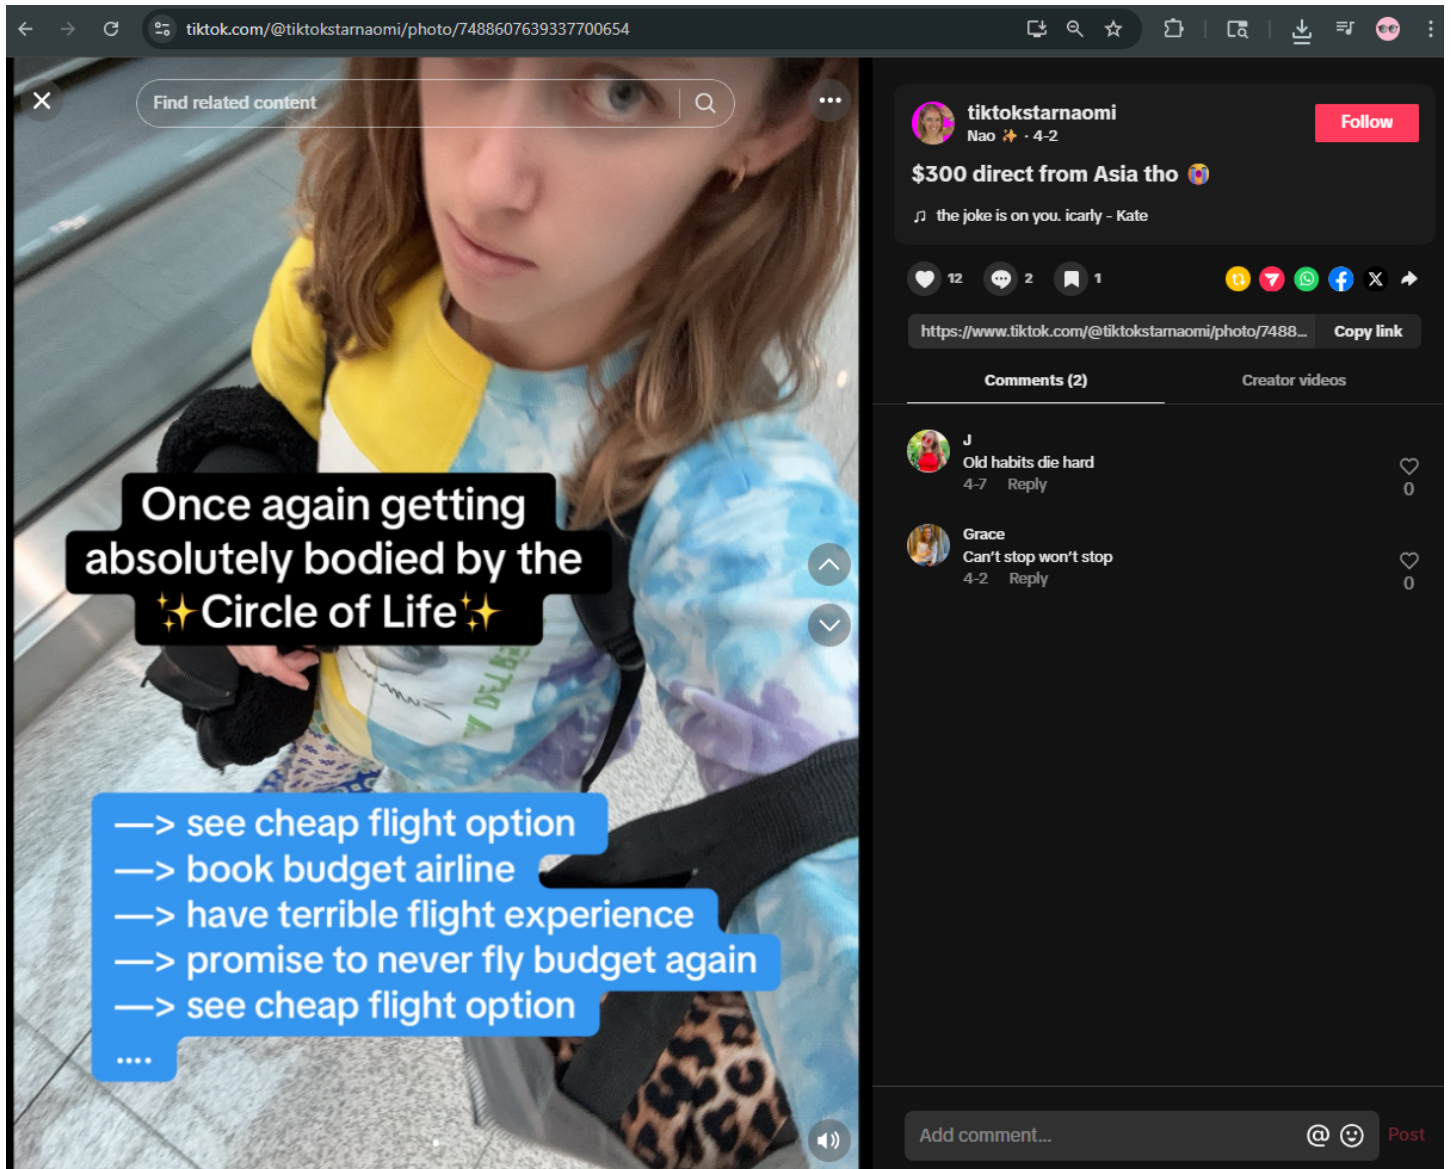 tiktok.com/@tiktokstarnaomi/photo/7488607639337700654
Find related content
Once again getting
absolutely bodied by the
✨Circle of Life✨
—> see cheap flight option
—> book budget airline
—> have terrible flight experience
—> promise to never fly budget again
—> see cheap flight option
....
tiktokstarnaomi
Nao ✨ · 4-2
Follow
$300 direct from Asia tho 😭
♫ the joke is on you. icarly - Kate
12
2
1
https://www.tiktok.com/@tiktokstarnaomi/photo/7488...
Copy link
Comments (2)
Creator videos
J
Old habits die hard
4-7 Reply
0
Grace
Can't stop won't stop
4-2 Reply
0
Add comment...
@
Post